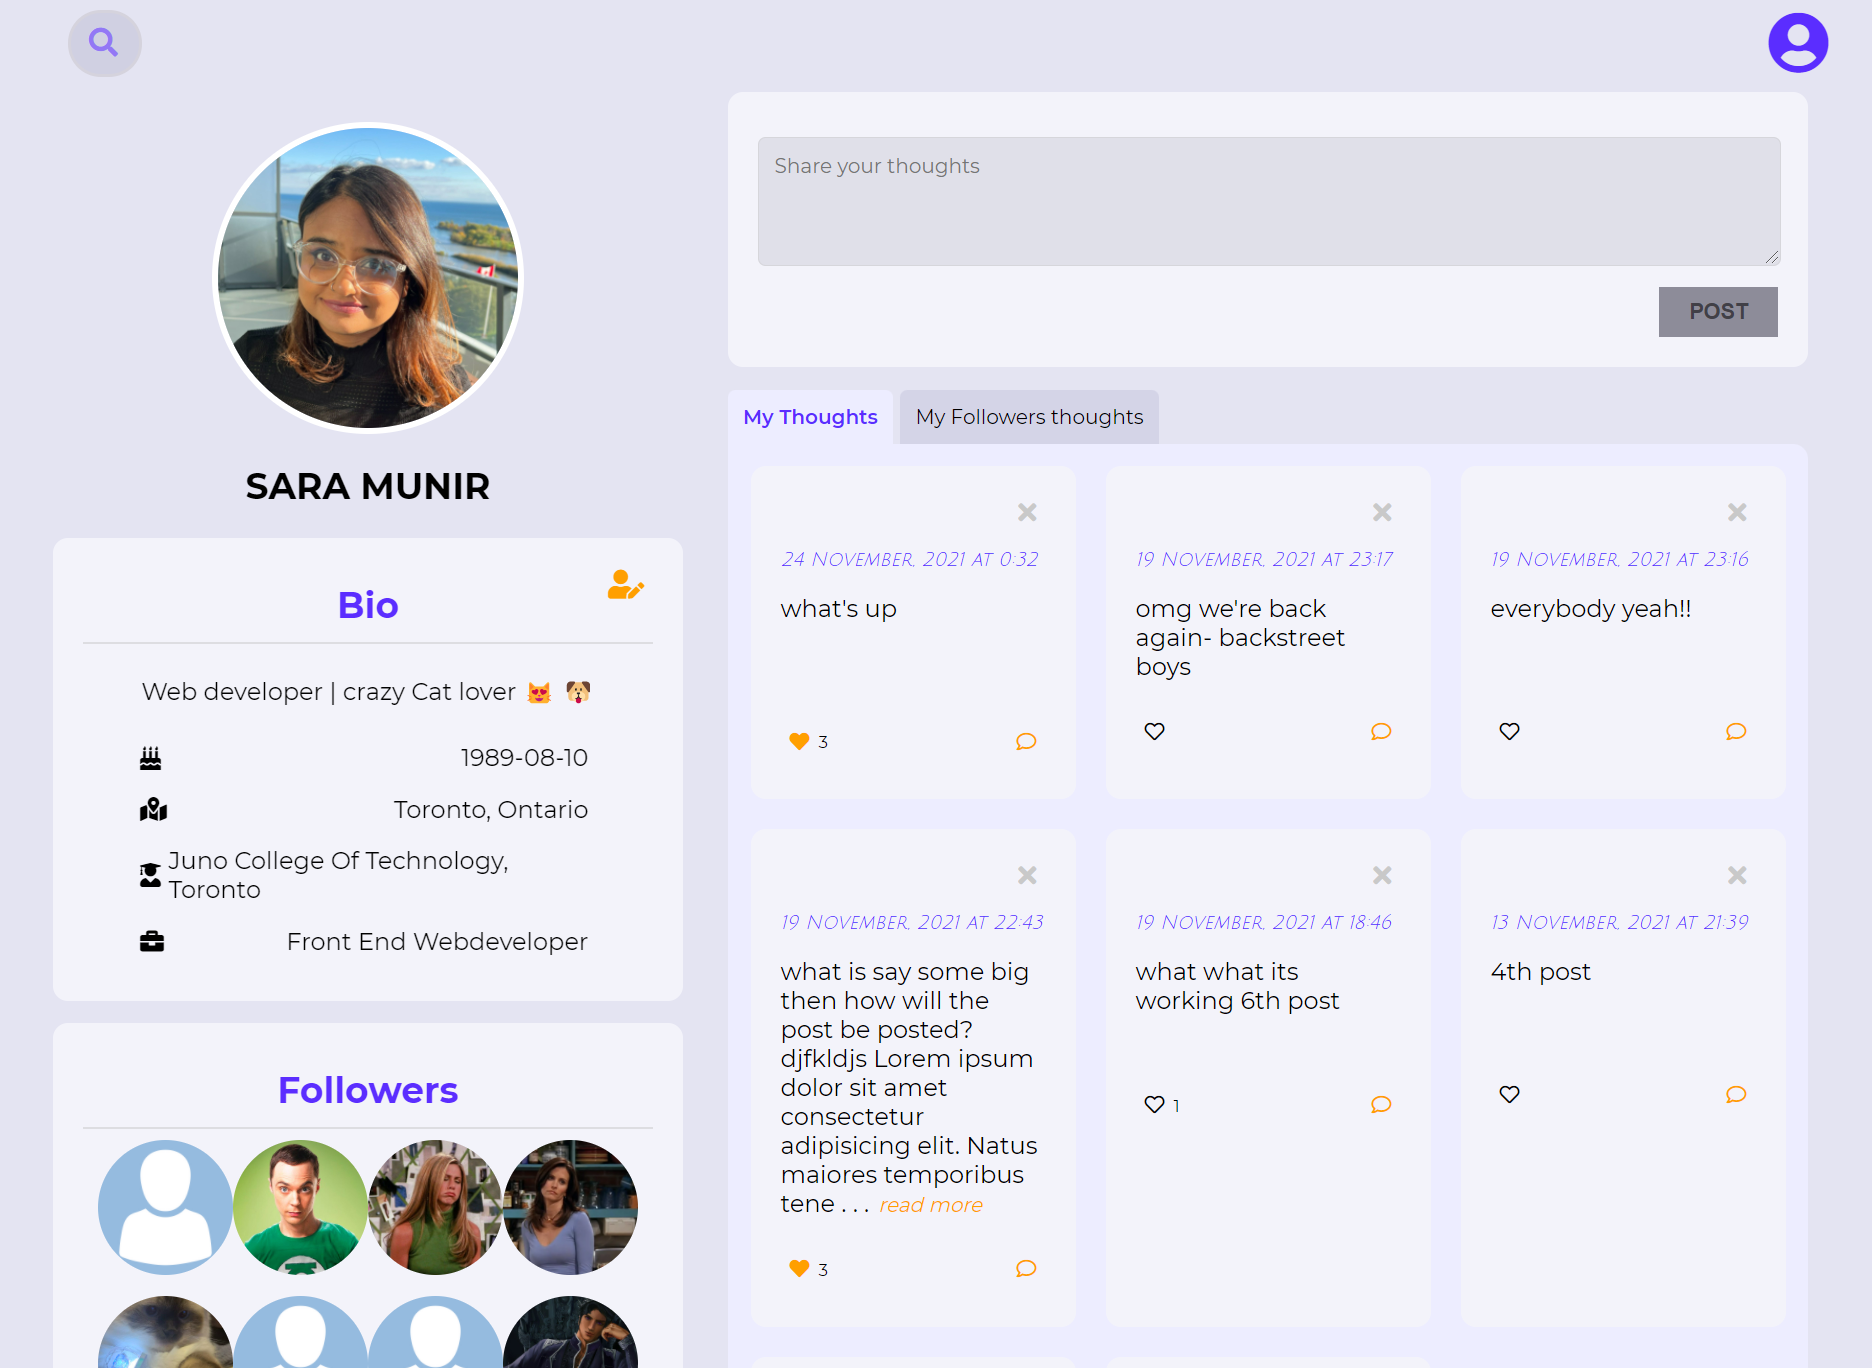 Share your thoughts
POST
SARA MUNIR
Bio
Web developer | crazy Cat lover 😻 🐶
1989-08-10
Toronto, Ontario
Juno College Of Technology,
Toronto
Front End Webdeveloper
Followers
My Thoughts
My Followers thoughts
24 November, 2021 at 0:32
what's up
3
19 November, 2021 at 23:17
omg we're back
again- backstreet
boys
19 November, 2021 at 23:16
everybody yeah!!
19 November, 2021 at 22:43
what is say some big
then how will the
post be posted?
djfkldjs Lorem ipsum
dolor sit amet
consectetur
adipisicing elit. Natus
maiores temporibus
tene . . . read more
3
19 November, 2021 at 18:46
what what its
working 6th post
1
13 November, 2021 at 21:39
4th post